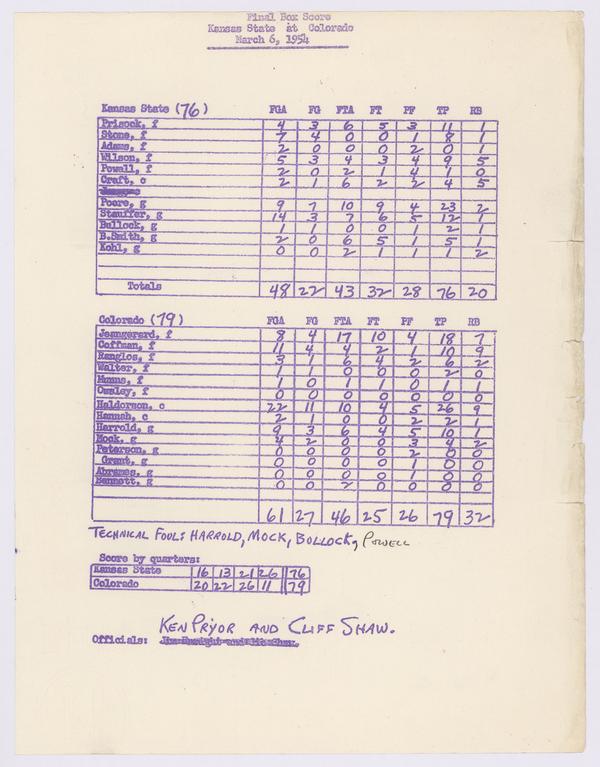 Final Box Score
Kansas State at Colorado
March 6, 1954
Kansas State (76) FGA FG FTA FT PF TP RB
Prisock, f 4 3 6 5 3 11 1
Stone, f 7 4 0 0 1 8 1
Adams, f 2 0 0 0 2 0 1
Wilson, f 5 3 4 3 4 9 5
Powell, f 2 0 2 1 4 1 0
Craft, c 2 1 6 2 2 4 5
Poore, g 9 7 10 9 4 23 2
Stauffer, g 14 3 7 6 5 12 1
Bullock, g 1 1 0 0 1 2 1
B.Smith, g 2 0 6 5 1 5 1
Kohl, g 0 0 2 1 1 1 2
Totals 48 22 43 32 28 76 20
Colorado (79) FGA FG FTA FT PF TP RB
Jeangerard, f 8 4 17 10 4 18 7
Coffman, f 11 4 4 2 1 10 9
Ranglos, f 3 1 6 4 2 6 2
Walter, f 1 1 0 0 0 2 0
Munns, f 1 0 1 1 0 1 1
Ousley, f 0 0 0 0 0 0 0
Haldorson, c 22 11 10 4 5 26 9
Hannah, c 2 1 0 0 2 2 1
Harrold, g 9 3 6 4 5 10 1
Mock, g 4 2 0 0 3 4 2
Peterson, g 0 0 0 0 2 0 0
Grant, g 0 0 0 0 1 0 0
Abrames, g 0 0 0 0 1 0 0
Bennett, g 0 0 2 0 0 0 0
61 27 46 25 26 79 32
TECHNICAL FOUL: HARROLD, MOCK, BOLLOCK, POWELL
Score by quarters:
Kansas State 16 13 21 26 76
Colorado 20 22 26 11 79
KEN PRYOR AND CLIFF SHAW.
Officials: